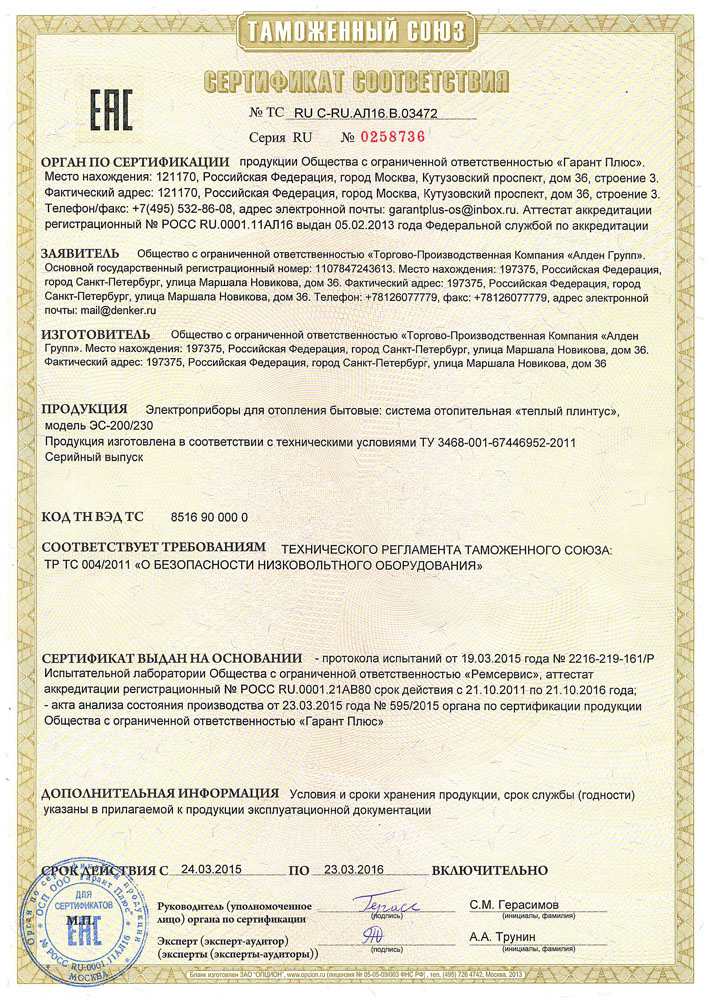 ТАМОЖЕННЫЙ СОЮЗ
СЕРТИФИКАТ СООТВЕТСТВИЯ
ЕАС
№ ТС RU C-RU.АЛ16.В.03472
Серия RU № 0258736
ОРГАН ПО СЕРТИФИКАЦИИ продукции Общества с ограниченной ответственностью «Гарант Плюс».
Место нахождения: 121170, Российская Федерация, город Москва, Кутузовский проспект, дом 36, строение 3.
Фактический адрес: 121170, Российская Федерация, город Москва, Кутузовский проспект, дом 36, строение 3.
Телефон/факс: +7(495) 532-86-08, адрес электронной почты: garantplus-os@inbox.ru. Аттестат аккредитации
регистрационный № РОСС RU.0001.11АЛ16 выдан 05.02.2013 года Федеральной службой по аккредитации
ЗАЯВИТЕЛЬ Общество с ограниченной ответственностью «Торгово-Производственная Компания «Алден Групп».
Основной государственный регистрационный номер: 1107847243613. Место нахождения: 197375, Российская Федерация,
город Санкт-Петербург, улица Маршала Новикова, дом 36. Фактический адрес: 197375, Российская Федерация, город
Санкт-Петербург, улица Маршала Новикова, дом 36. Телефон: +78126077779, факс: +78126077779, адрес электронной
почты: mail@denker.ru
ИЗГОТОВИТЕЛЬ Общество с ограниченной ответственностью «Торгово-Производственная Компания «Алден
Групп». Место нахождения: 197375, Российская Федерация, город Санкт-Петербург, улица Маршала Новикова, дом 36.
Фактический адрес: 197375, Российская Федерация, город Санкт-Петербург, улица Маршала Новикова, дом 36
ПРОДУКЦИЯ Электроприборы для отопления бытовые: система отопительная «теплый плинтус»,
модель ЭС-200/230
Продукция изготовлена в соответствии с техническими условиями ТУ 3468-001-67446952-2011
Серийный выпуск
КОД ТН ВЭД ТС 8516 90 000 0
СООТВЕТСТВУЕТ ТРЕБОВАНИЯМ ТЕХНИЧЕСКОГО РЕГЛАМЕНТА ТАМОЖЕННОГО СОЮЗА:
ТР ТС 004/2011 «О БЕЗОПАСНОСТИ НИЗКОВОЛЬТНОГО ОБОРУДОВАНИЯ»
СЕРТИФИКАТ ВЫДАН НА ОСНОВАНИИ - протокола испытаний от 19.03.2015 года № 2216-219-161/Р
Испытательной лаборатории Общества с ограниченной ответственностью «Ремсервис», аттестат
аккредитации регистрационный № РОСС RU.0001.21АВ80 срок действия с 21.10.2011 по 21.10.2016 года;
- акта анализа состояния производства от 23.03.2015 года № 595/2015 органа по сертификации продукции
Общества с ограниченной ответственностью «Гарант Плюс»
ДОПОЛНИТЕЛЬНАЯ ИНФОРМАЦИЯ Условия и сроки хранения продукции, срок службы (годности)
указаны в прилагаемой к продукции эксплуатационной документации
СРОК ДЕЙСТВИЯ С 24.03.2015 ПО 23.03.2016 ВКЛЮЧИТЕЛЬНО
Орган по сертификации продукции
ОСП ООО "Гарант Плюс"
ДЛЯ
СЕРТИФИКАТОВ
М.П.
ЕАС
№ РОСС RU.0001.11АЛ16
МОСКВА
Руководитель (уполномоченное
лицо) органа по сертификации
Герасс
(подпись)
С.М. Герасимов
(инициалы, фамилия)
Эксперт (эксперт-аудитор)
(эксперты (эксперты-аудиторы))
(подпись)
А.А. Трунин
(инициалы, фамилия)
Бланк изготовлен ЗАО "ОПЦИОН", www.opcion.ru (лицензия № 05-05-09/003 ФНС РФ), тел. (495) 726 4742, Москва, 2013